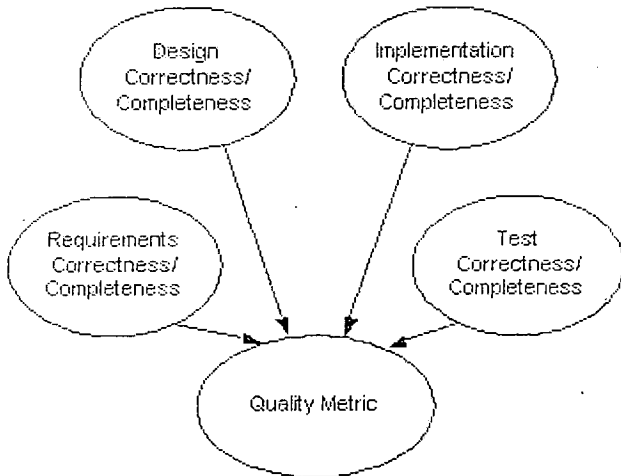 Design
Correctness/
Completeness
Implementation
Correctness/
Completeness
Requirements
Correctness/
Completeness
Test
Correctness/
Completeness
Quality Metric